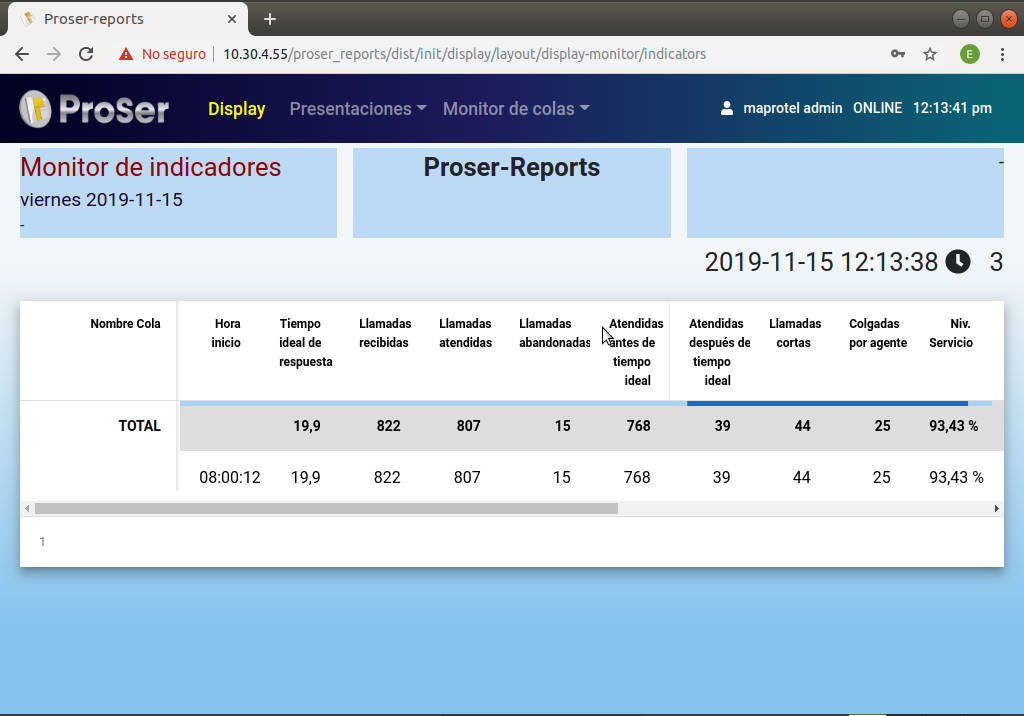 Proser-reports
No seguro
10.30.4.55/proser_reports/dist/init/display/layout/display-monitor/indicators
E
ProSer Display Presentaciones Monitor de colas maprotel admin ONLINE 12:13:41 pm
Monitor de indicadores
viernes 2019-11-15
-
Proser-Reports
-
2019-11-15 12:13:38 3
Nombre Cola
Hora
inicio
Tiempo
ideal de
respuesta
Llamadas
recibidas
Llamadas
atendidas
Llamadas
abandonadas
Atendidas
antes de
tiempo
ideal
Atendidas
después de
tiempo
ideal
Llamadas
cortas
Colgadas
por agente
Niv.
Servicio
TOTAL 19,9 822 807 15 768 39 44 25 93,43 %
08:00:12 19,9 822 807 15 768 39 44 25 93,43 %
1